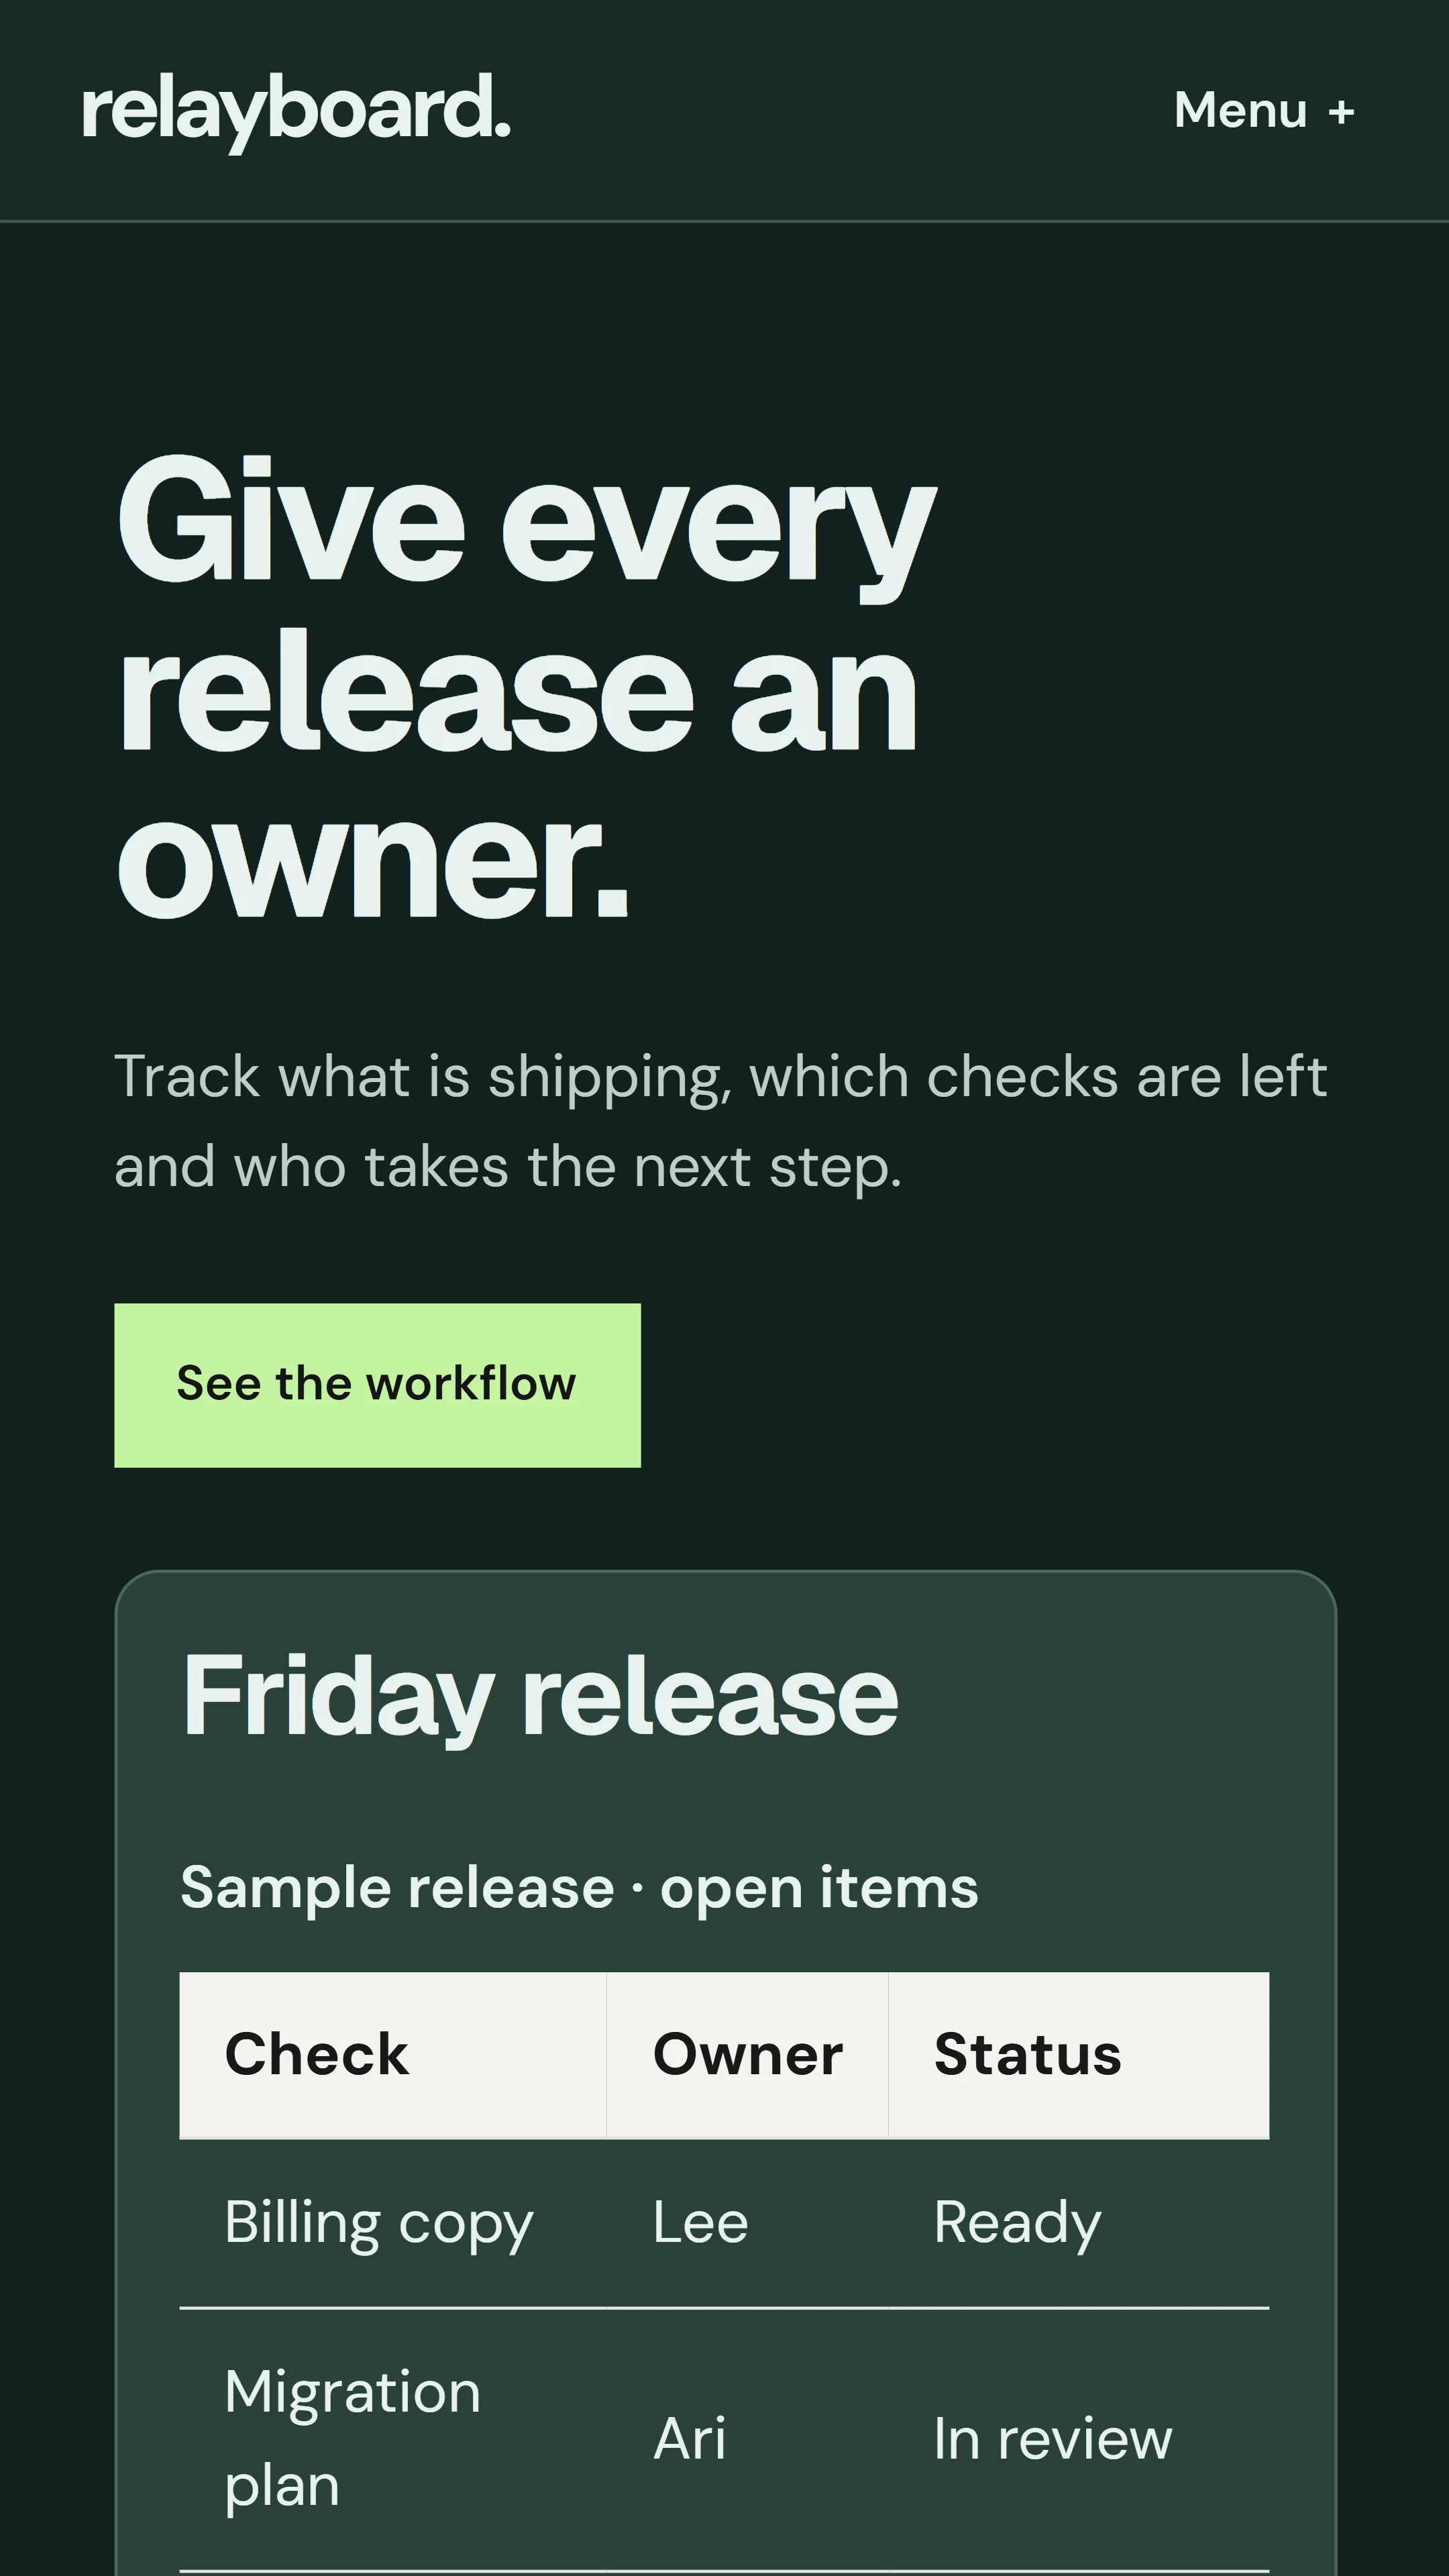 relayboard.
Menu +
Give every
release an
owner.
Track what is shipping, which checks are left
and who takes the next step.
See the workflow
Friday release
Sample release · open items
Check Owner Status
Billing copy Lee Ready
Migration
plan Ari In review